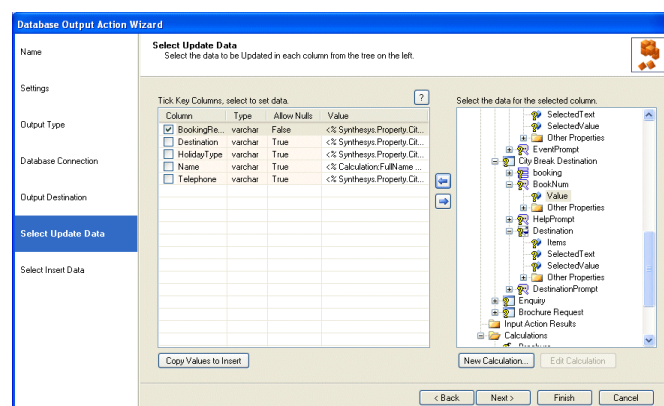 Database Output Action Wizard
Name
Settings
Output Type
Database Connection
Output Destination
Select Update Data
Select Insert Data
Select Update Data
Select the data to be Updated in each column from the tree on the left.
Tick Key Columns, select to set data.
?
Column Type Allow Nulls Value
BookingRe... varchar False <% Synthesys.Property.Cit...
Destination varchar True <% Synthesys.Property.Cit...
HolidayType varchar True <% Synthesys.Property.Cit...
Name varchar True <% Calculation:FullName ...
Telephone varchar True <% Synthesys.Property.Cit...
Copy Values to Insert
Select the data for the selected column.
SelectedText
SelectedValue
Other Properties
EventPrompt
City Break Destination
booking
BookNum
Value
Other Properties
HelpPrompt
Destination
Items
SelectedText
SelectedValue
Other Properties
DestinationPrompt
Enquiry
Brochure Request
Input Action Results
Calculations
New Calculation...
Edit Calculation
< Back
Next >
Finish
Cancel